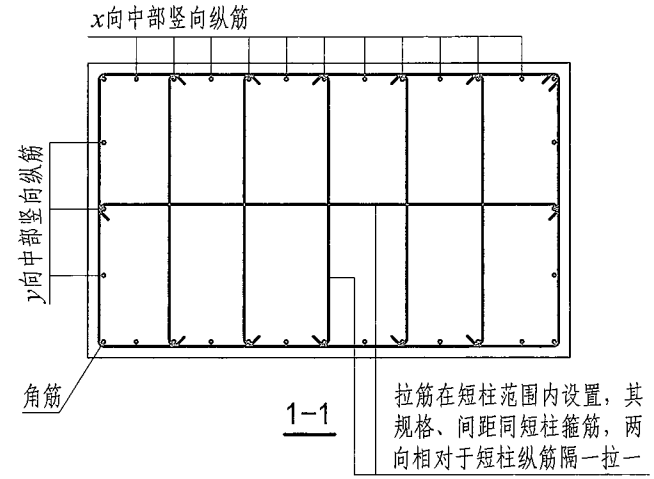 x向中部竖向纵筋
y向中部竖向纵筋
角筋
1-1
拉筋在短柱范围内设置，其
规格、间距同短柱箍筋，两
向相对于短柱纵筋隔一拉一